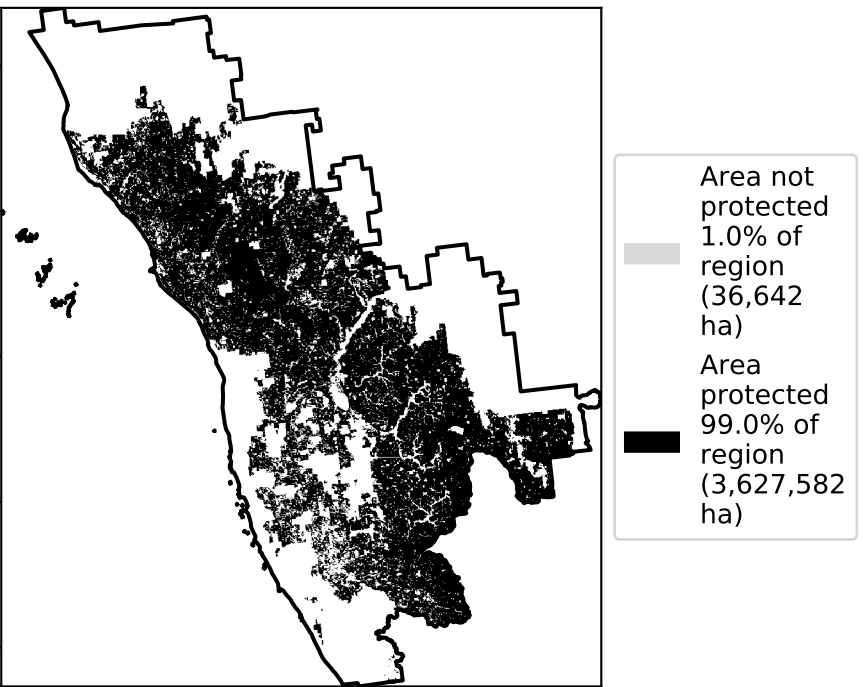 Area not
protected
1.0% of
region
(36,642
ha)
Area
protected
99.0% of
region
(3,627,582
ha)